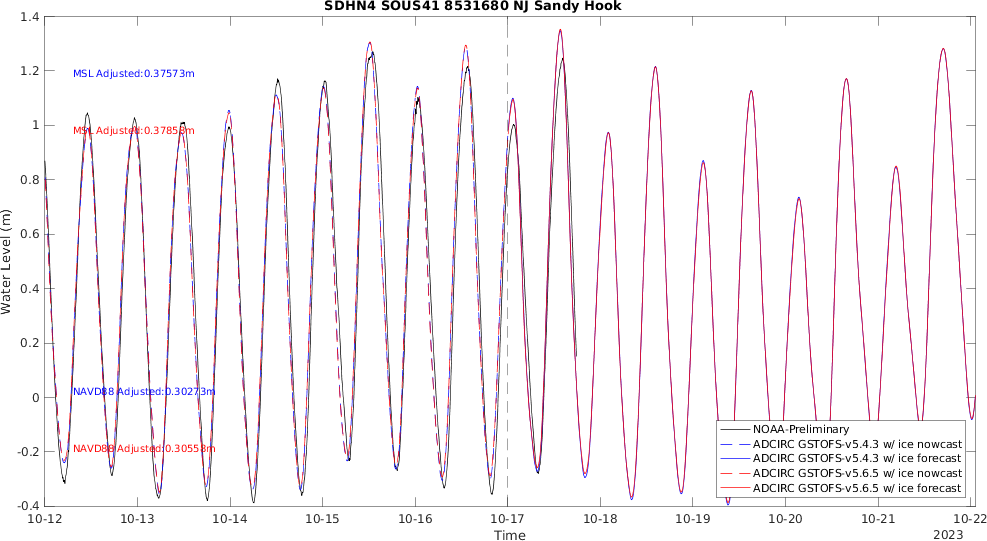 SDHN4 SOUS41 8531680 NJ Sandy Hook
1.4
1.2
1
0.8
0.6
0.4
0.2
0
-0.2
-0.4
Water Level (m)
MSL Adjusted:0.37573m
MSL Adjusted:0.37853m
NAVD88 Adjusted:0.30273m
NAVD88 Adjusted:0.30553m
NOAA-Preliminary
ADCIRC GSTOFS-v5.4.3 w/ ice nowcast
ADCIRC GSTOFS-v5.4.3 w/ ice forecast
ADCIRC GSTOFS-v5.6.5 w/ ice nowcast
ADCIRC GSTOFS-v5.6.5 w/ ice forecast
10-12 10-13 10-14 10-15 10-16 10-17 10-18 10-19 10-20 10-21 10-22
Time
2023